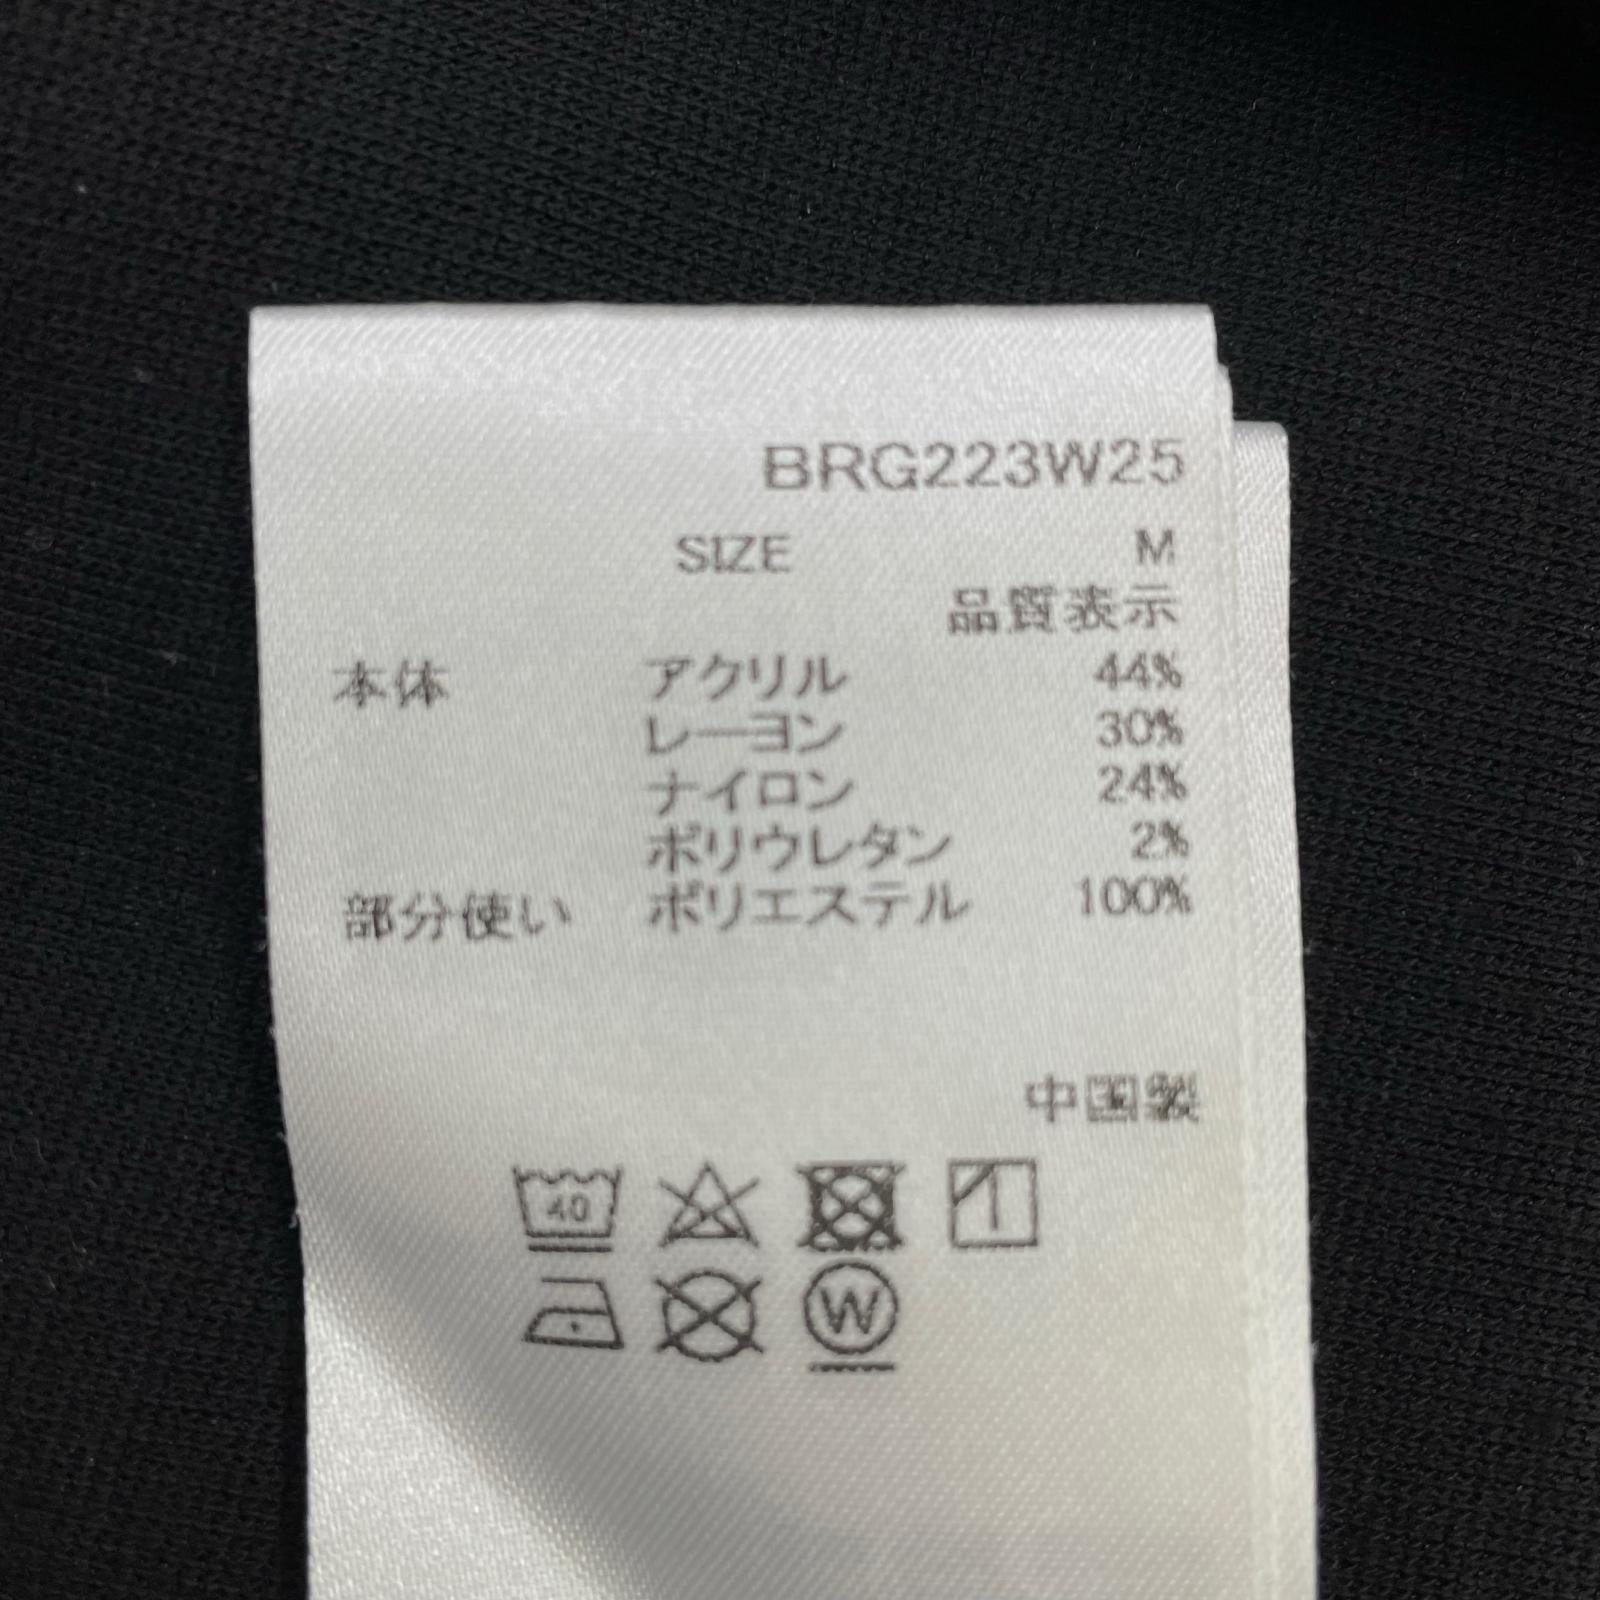 BRG223W25
SIZE M
品質表示
本体 アクリル 44%
レーヨン 30%
ナイロン 24%
ポリウレタン 2%
部分使い ポリエステル 100%
中国製
40
W